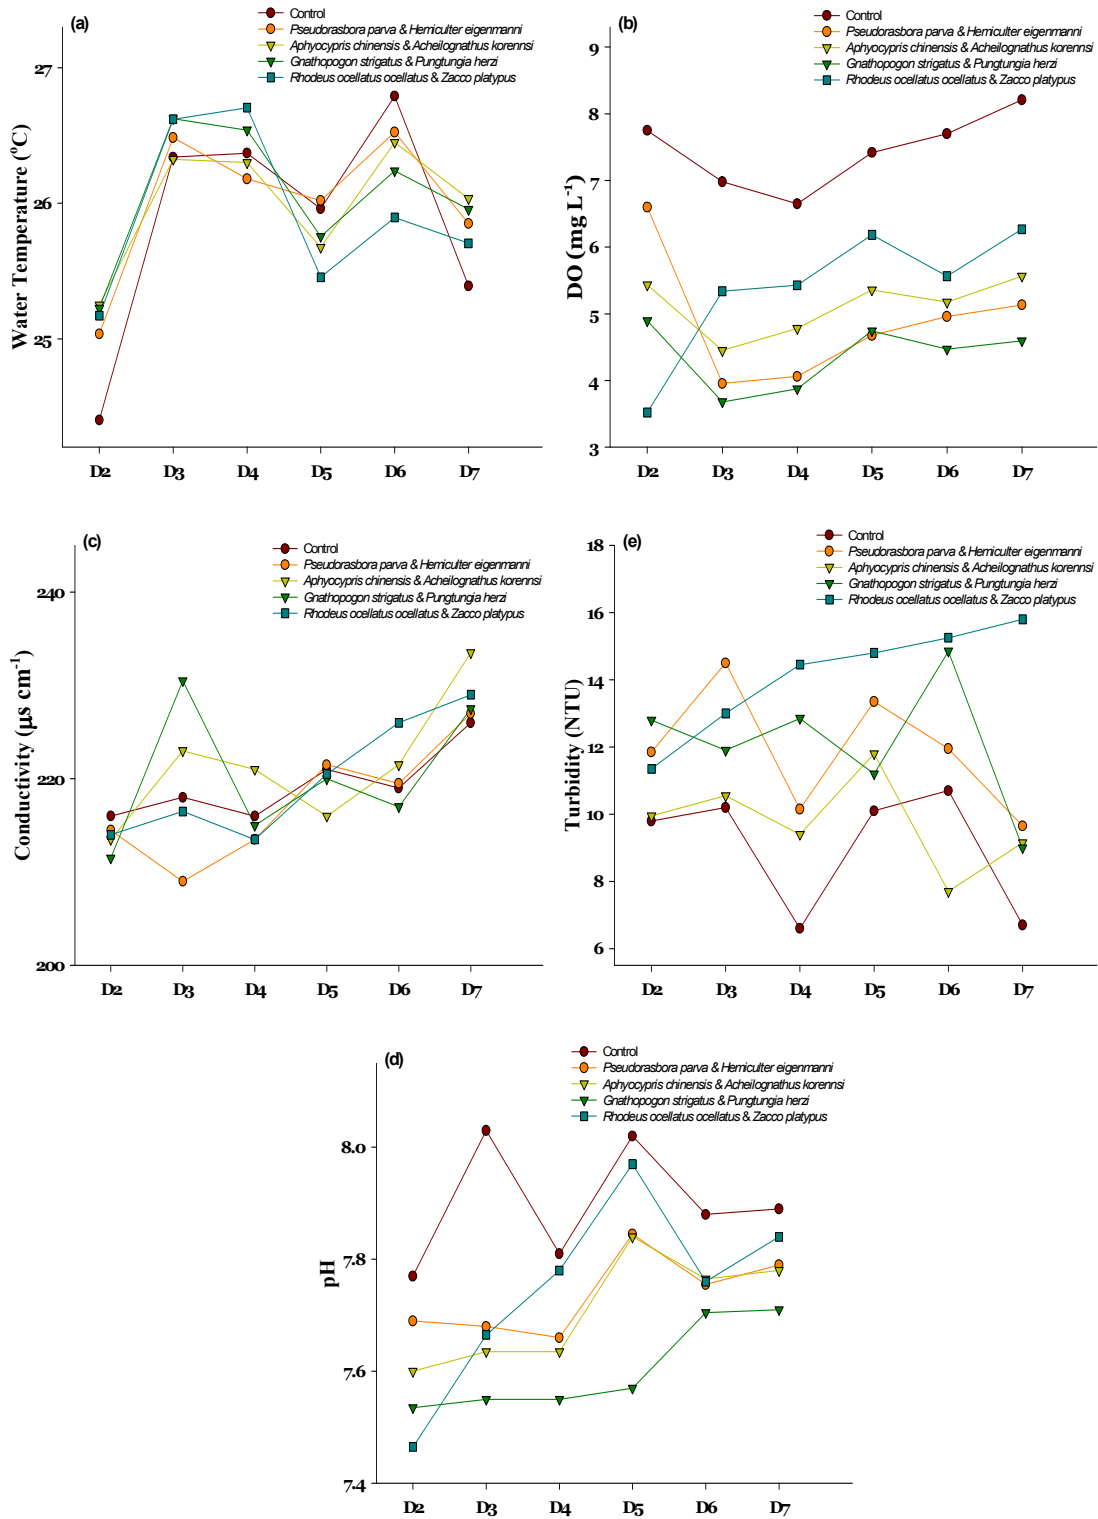 (a)
Control
Pseudorasbora parva & Hemiculter eigenmanni
Aphyocypris chinensis & Acheilognathus korennsi
Gnathopogon strigatus & Pungtungia herzi
Rhodeus ocellatus ocellatus & Zacco platypus
Water Temperature (ºC)
27
26
25
D2 D3 D4 D5 D6 D7
(b)
Control
Pseudorasbora parva & Hemiculter eigenmanni
Aphyocypris chinensis & Acheilognathus korennsi
Gnathopogon strigatus & Pungtungia herzi
Rhodeus ocellatus ocellatus & Zacco platypus
DO (mg L⁻¹)
9
8
7
6
5
4
3
D2 D3 D4 D5 D6 D7
(c)
Control
Pseudorasbora parva & Hemiculter eigenmanni
Aphyocypris chinensis & Acheilognathus korennsi
Gnathopogon strigatus & Pungtungia herzi
Rhodeus ocellatus ocellatus & Zacco platypus
Conductivity (µs cm⁻¹)
240
220
200
D2 D3 D4 D5 D6 D7
(e)
Control
Pseudorasbora parva & Hemiculter eigenmanni
Aphyocypris chinensis & Acheilognathus korennsi
Gnathopogon strigatus & Pungtungia herzi
Rhodeus ocellatus ocellatus & Zacco platypus
Turbidity (NTU)
18
16
14
12
10
8
6
D2 D3 D4 D5 D6 D7
(d)
Control
Pseudorasbora parva & Hemiculter eigenmanni
Aphyocypris chinensis & Acheilognathus korennsi
Gnathopogon strigatus & Pungtungia herzi
Rhodeus ocellatus ocellatus & Zacco platypus
pH
8.0
7.8
7.6
7.4
D2 D3 D4 D5 D6 D7